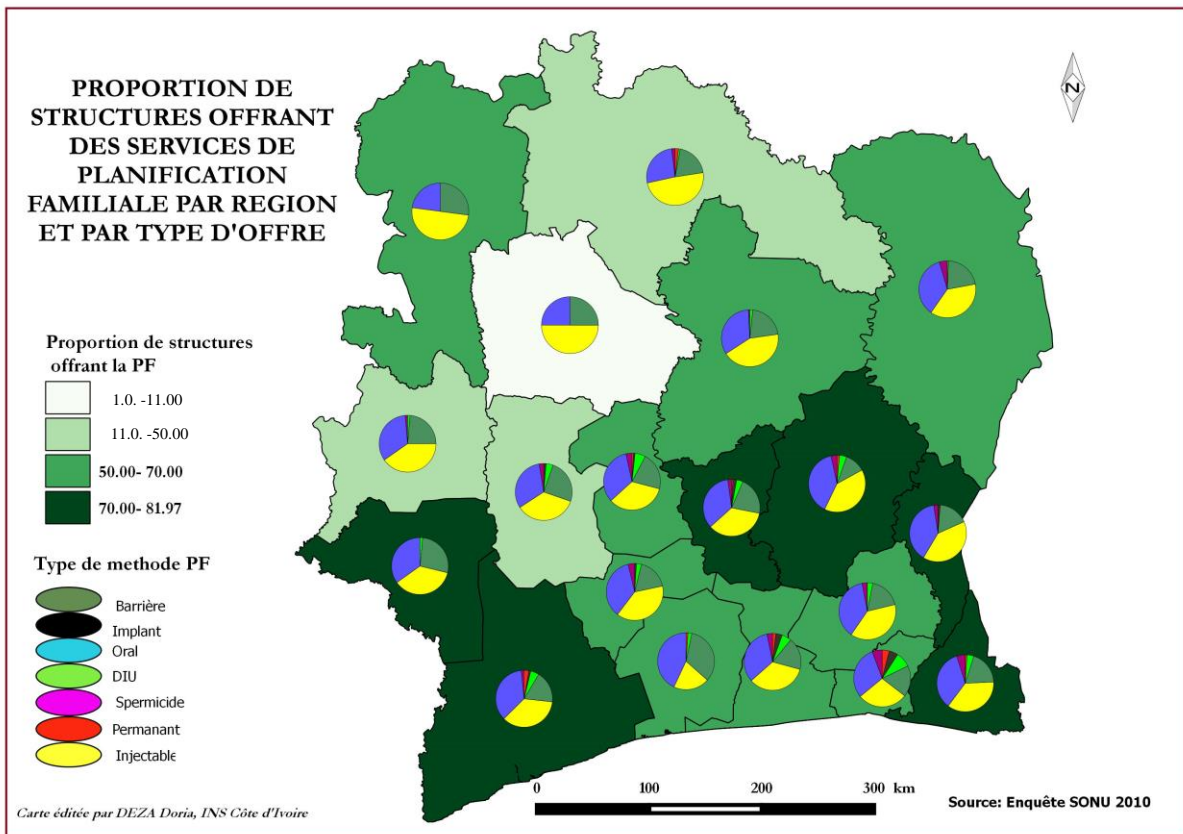 PROPORTION DE
STRUCTURES OFFRANT
DES SERVICES DE
PLANIFICATION
FAMILIALE PAR REGION
ET PAR TYPE D'OFFRE
N
Proportion de structures
offrant la PF
1.0. -11.00
11.0. -50.00
50.00- 70.00
70.00- 81.97
Type de methode PF
Barrière
Implant
Oral
DIU
Spermicide
Permanant
Injectable
0 100 200 300 km
Carte éditée par DEZA Doria, INS Côte d'Ivoire
Source: Enquête SONU 2010